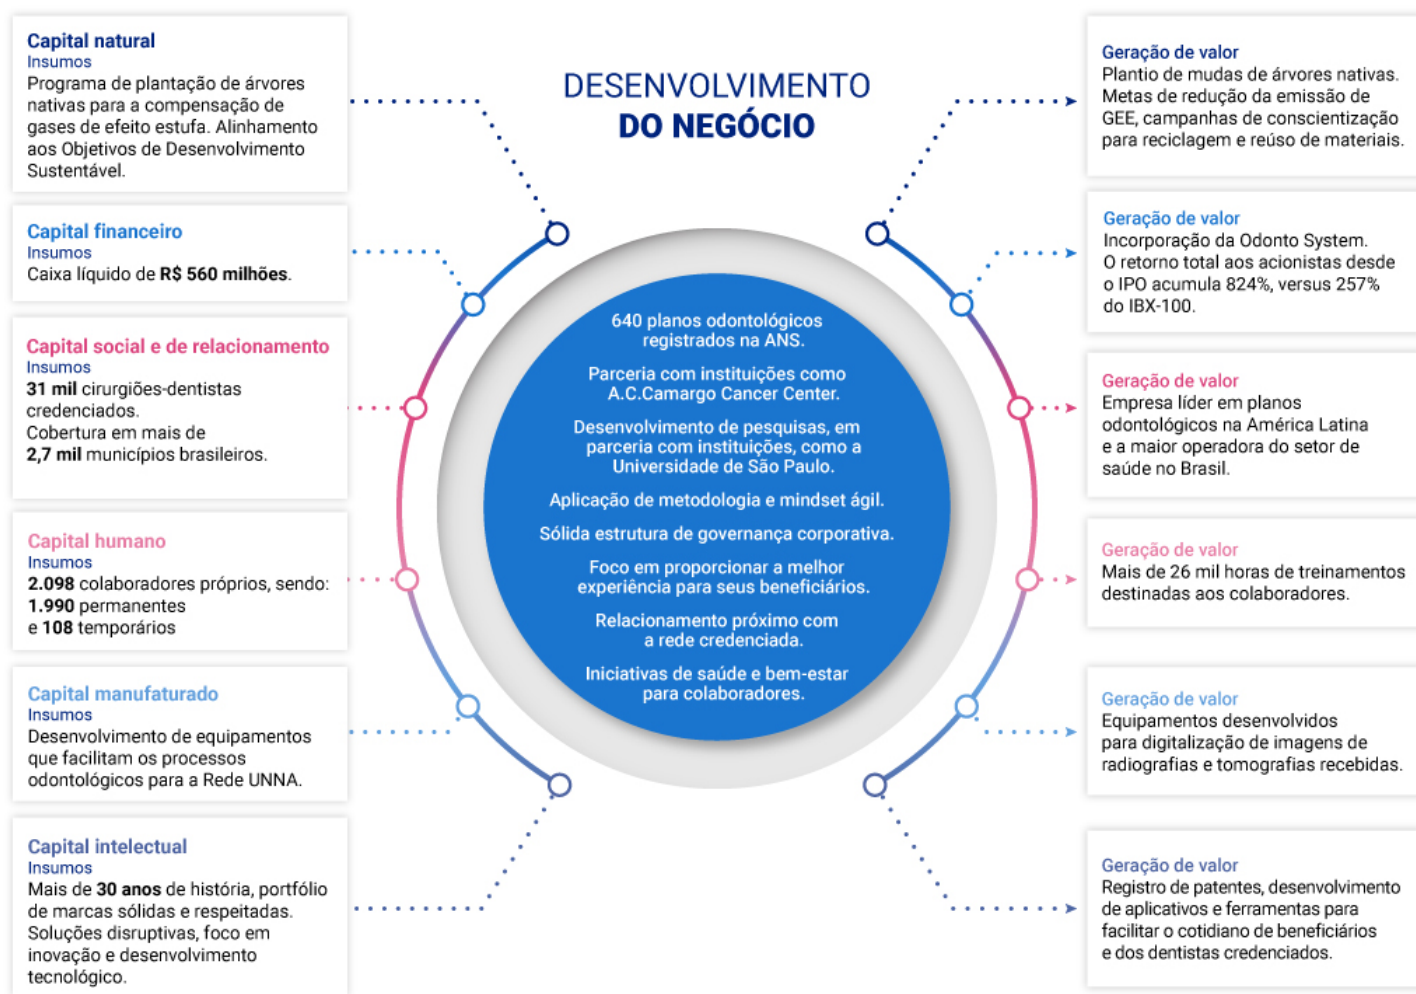 Capital natural
Insumos
Programa de plantação de árvores
nativas para a compensação de
gases de efeito estufa. Alinhamento
aos Objetivos de Desenvolvimento
Sustentável.
Capital financeiro
Insumos
Caixa líquido de R$ 560 milhões.
Capital social e de relacionamento
Insumos
31 mil cirurgiões-dentistas
credenciados.
Cobertura em mais de
2,7 mil municípios brasileiros.
Capital humano
Insumos
2.098 colaboradores próprios, sendo:
1.990 permanentes
e 108 temporários
Capital manufaturado
Insumos
Desenvolvimento de equipamentos
que facilitam os processos
odontológicos para a Rede UNNA.
Capital intelectual
Insumos
Mais de 30 anos de história, portfólio
de marcas sólidas e respeitadas.
Soluções disruptivas, foco em
inovação e desenvolvimento
tecnológico.
DESENVOLVIMENTO
DO NEGÓCIO
640 planos odontológicos
registrados na ANS.
Parceria com instituições como
A.C.Camargo Cancer Center.
Desenvolvimento de pesquisas, em
parceria com instituições, como a
Universidade de São Paulo.
Aplicação de metodologia e mindset ágil.
Sólida estrutura de governança corporativa.
Foco em proporcionar a melhor
experiência para seus beneficiários.
Relacionamento próximo com
a rede credenciada.
Iniciativas de saúde e bem-estar
para colaboradores.
Geração de valor
Plantio de mudas de árvores nativas.
Metas de redução da emissão de
GEE, campanhas de conscientização
para reciclagem e reúso de materiais.
Geração de valor
Incorporação da Odonto System.
O retorno total aos acionistas desde
o IPO acumula 824%, versus 257%
do IBX-100.
Geração de valor
Empresa líder em planos
odontológicos na América Latina
e a maior operadora do setor de
saúde no Brasil.
Geração de valor
Mais de 26 mil horas de treinamentos
destinadas aos colaboradores.
Geração de valor
Equipamentos desenvolvidos
para digitalização de imagens de
radiografias e tomografias recebidas.
Geração de valor
Registro de patentes, desenvolvimento
de aplicativos e ferramentas para
facilitar o cotidiano de beneficiários
e dos dentistas credenciados.